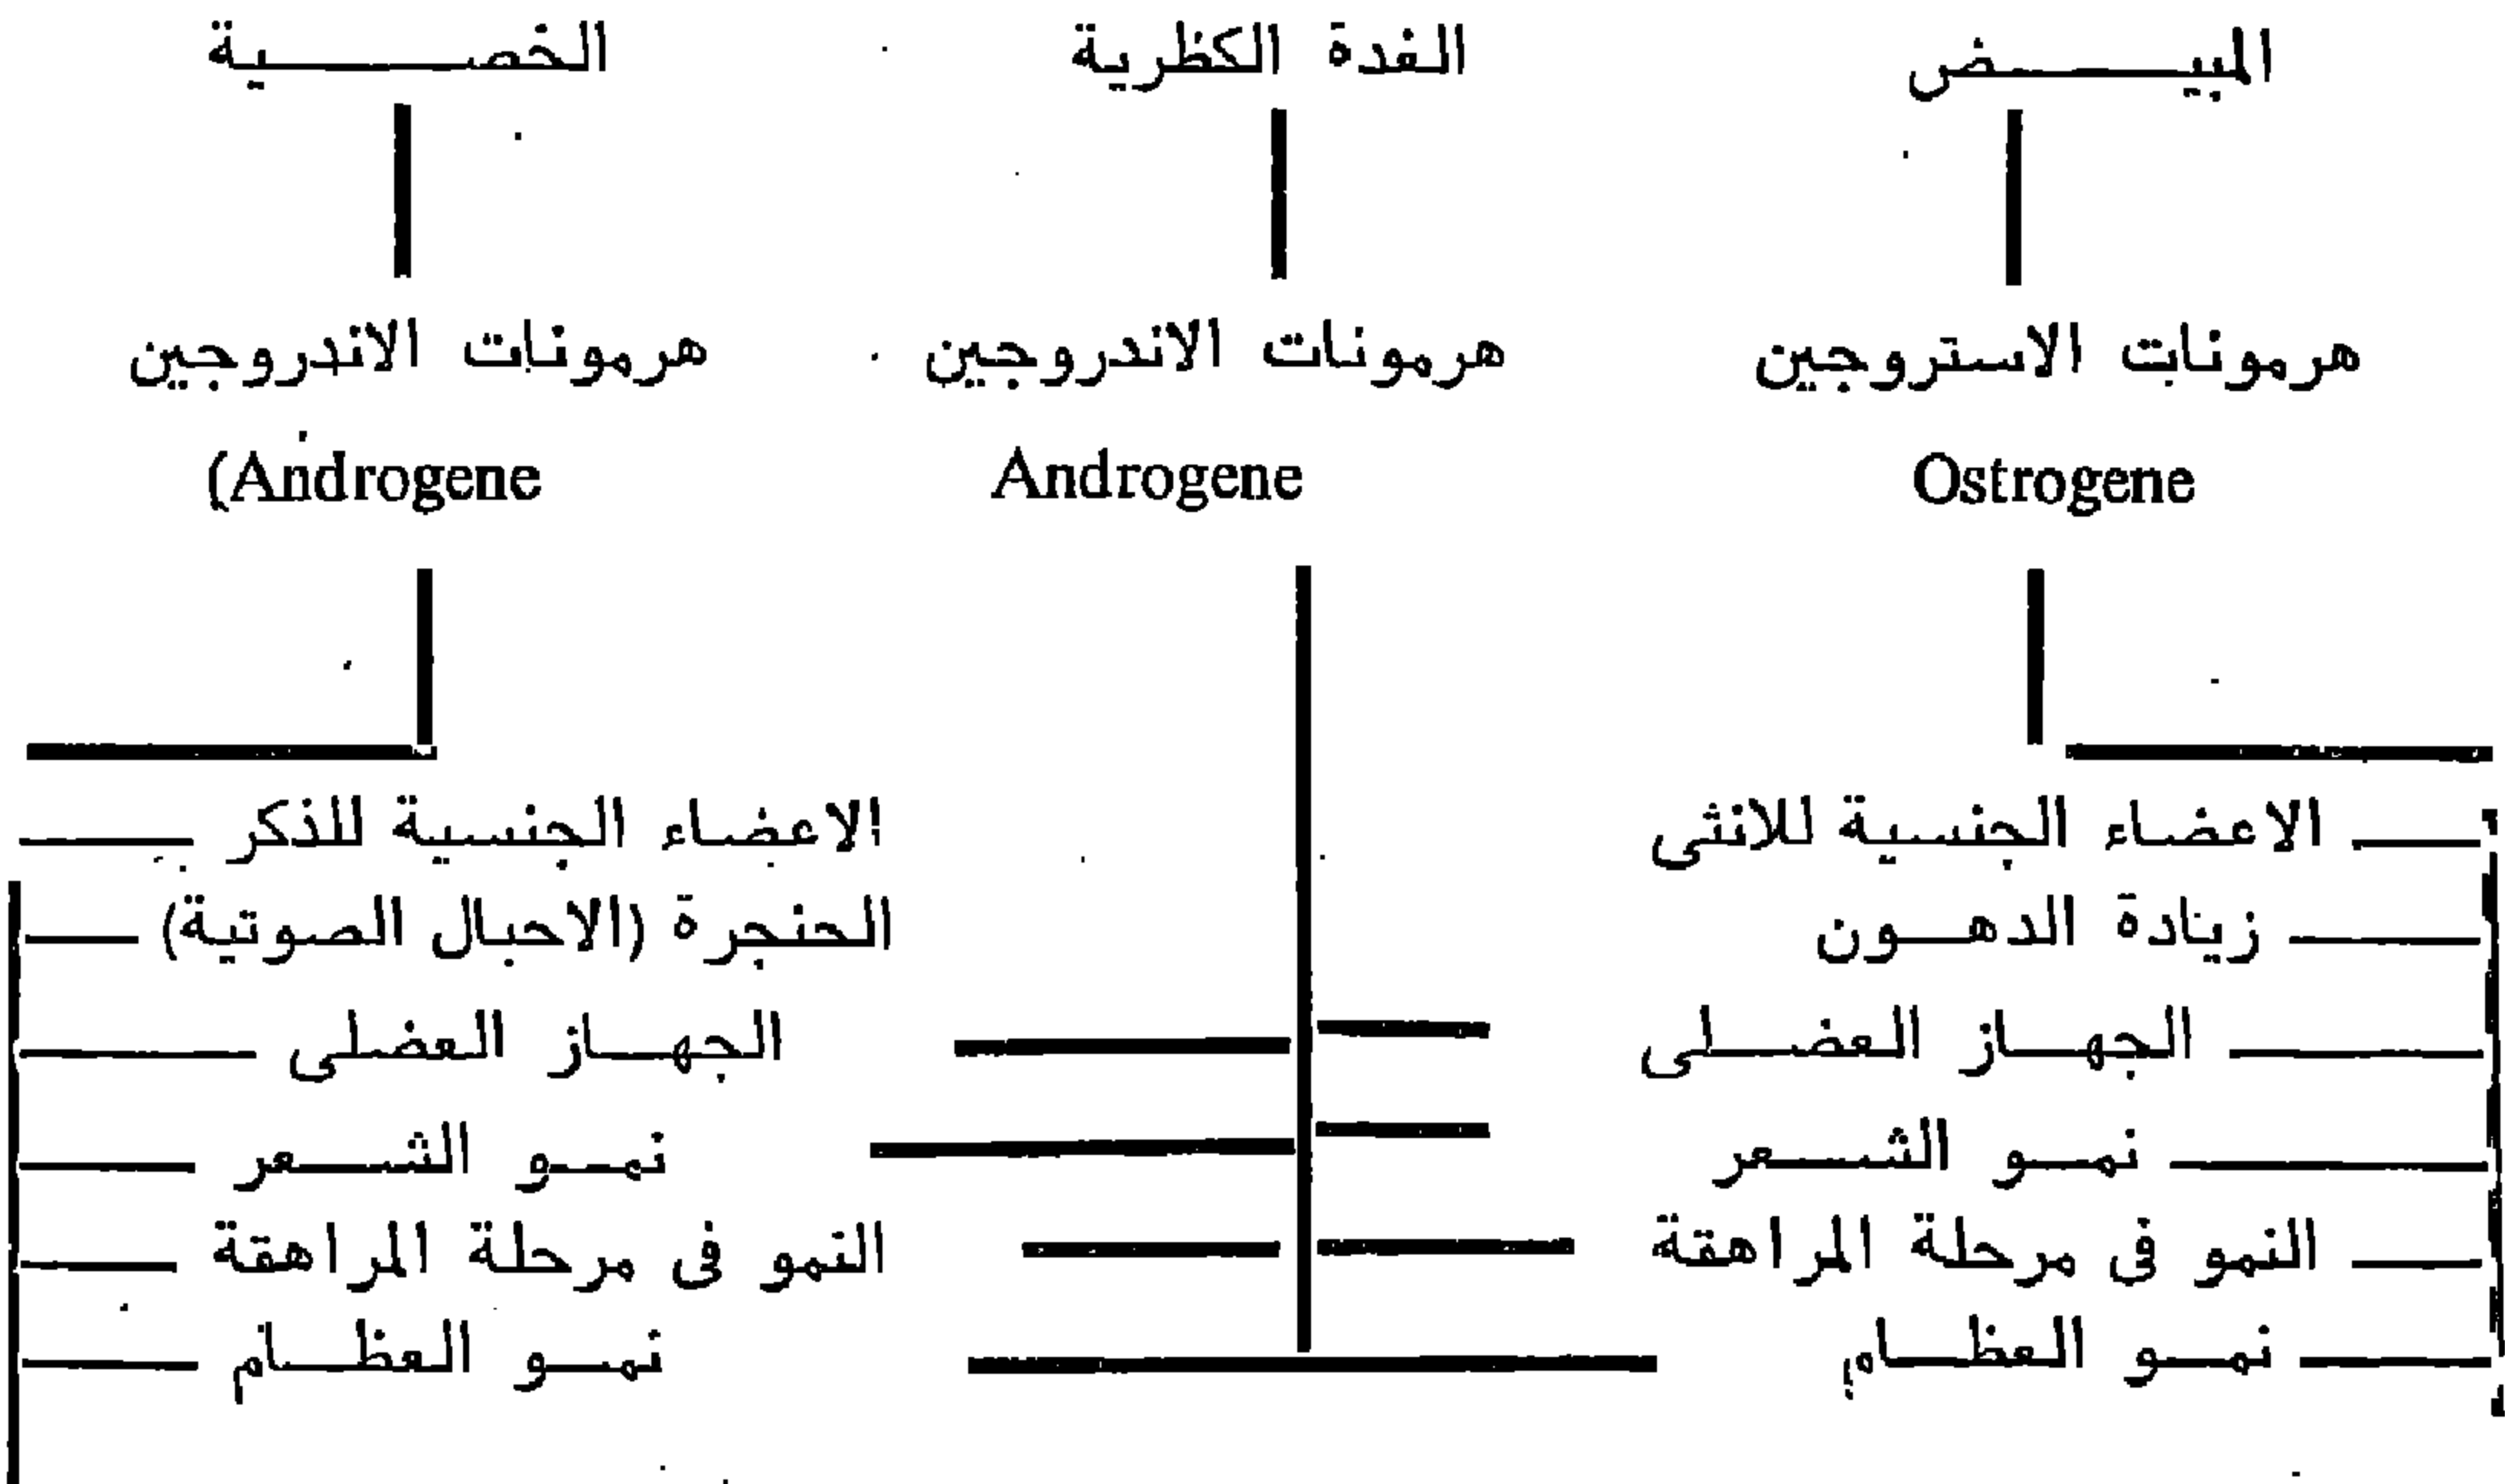 المبيض الغدة الكظرية الخصية
هرمونات الاستروجين هرمونات الاندروجين هرمونات الاندروجين
Ostrogene Androgene (Androgene
الاعضاء الجنسية للانثى الاعضاء الجنسية للذكر
زيادة الدهون الحنجرة (الاحبال الصوتية)
الجهاز العضلى الجهاز العضلى
نمو الشعر نمو الشعر
النمو فى مرحلة المراهقة النمو فى مرحلة المراهقة
نمو العظام نمو العظام